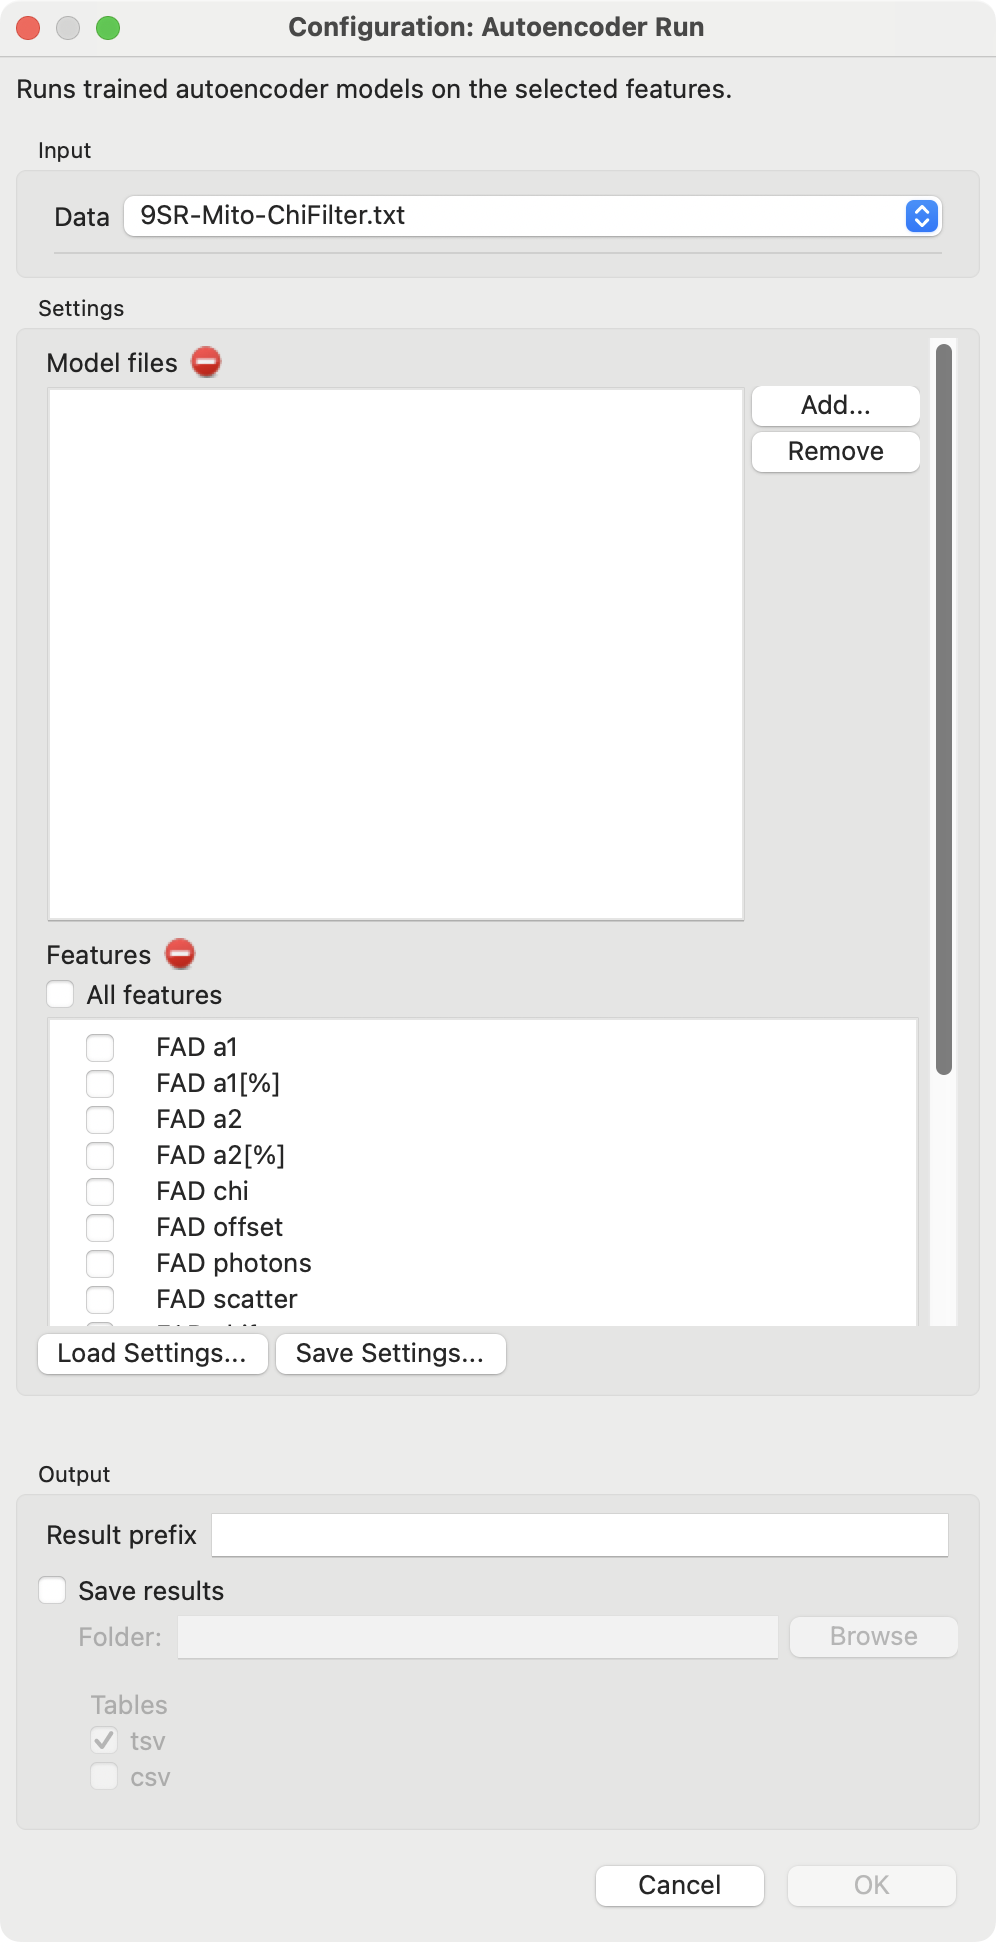 Configuration: Autoencoder Run
Runs trained autoencoder models on the selected features.
Input
Data 9SR-Mito-ChiFilter.txt
Settings
Model files
Add...
Remove
Features
All features
FAD a1
FAD a1[%]
FAD a2
FAD a2[%]
FAD chi
FAD offset
FAD photons
FAD scatter
Load Settings... Save Settings...
Output
Result prefix
Save results
Folder: Browse
Tables
tsv
csv
Cancel OK